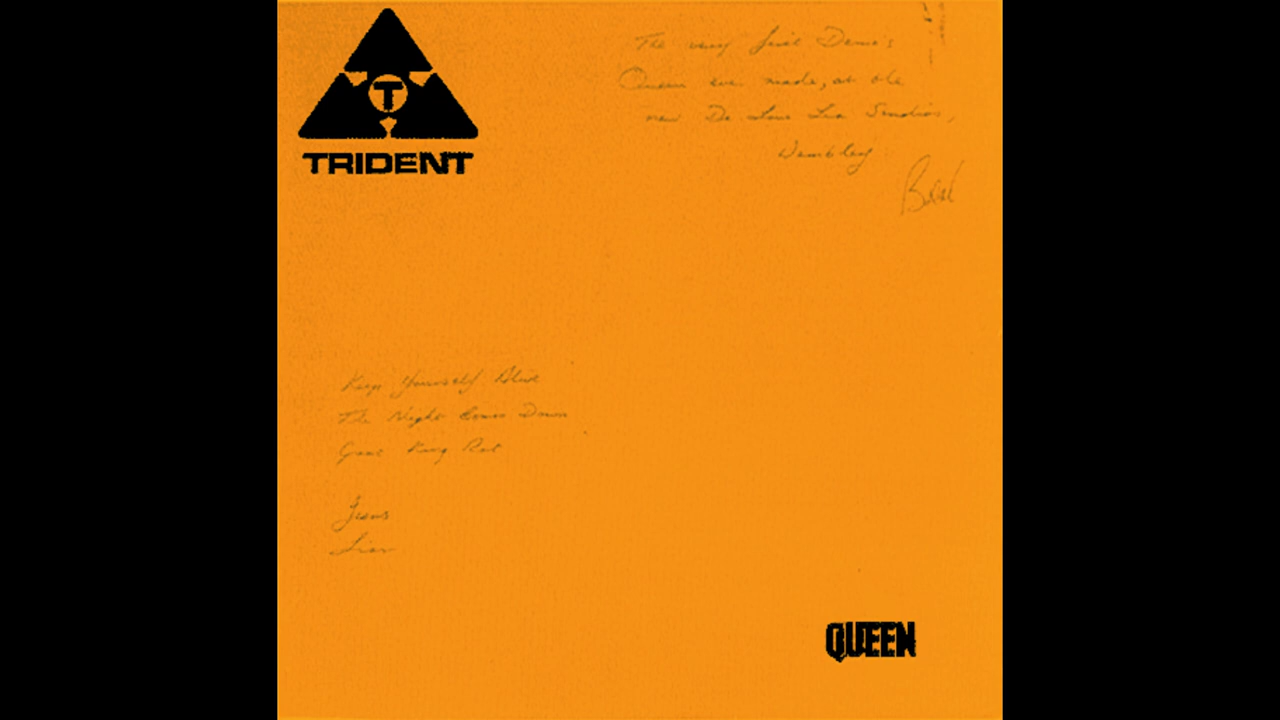 TRIDENT
T
The very first Demo's
Queen ever made, at the
new De Lane Lea Studios,
Wembley
Keep Yourself Alive
The Night Comes Down
Great King Rat
Jesus
Liar
QUEEN